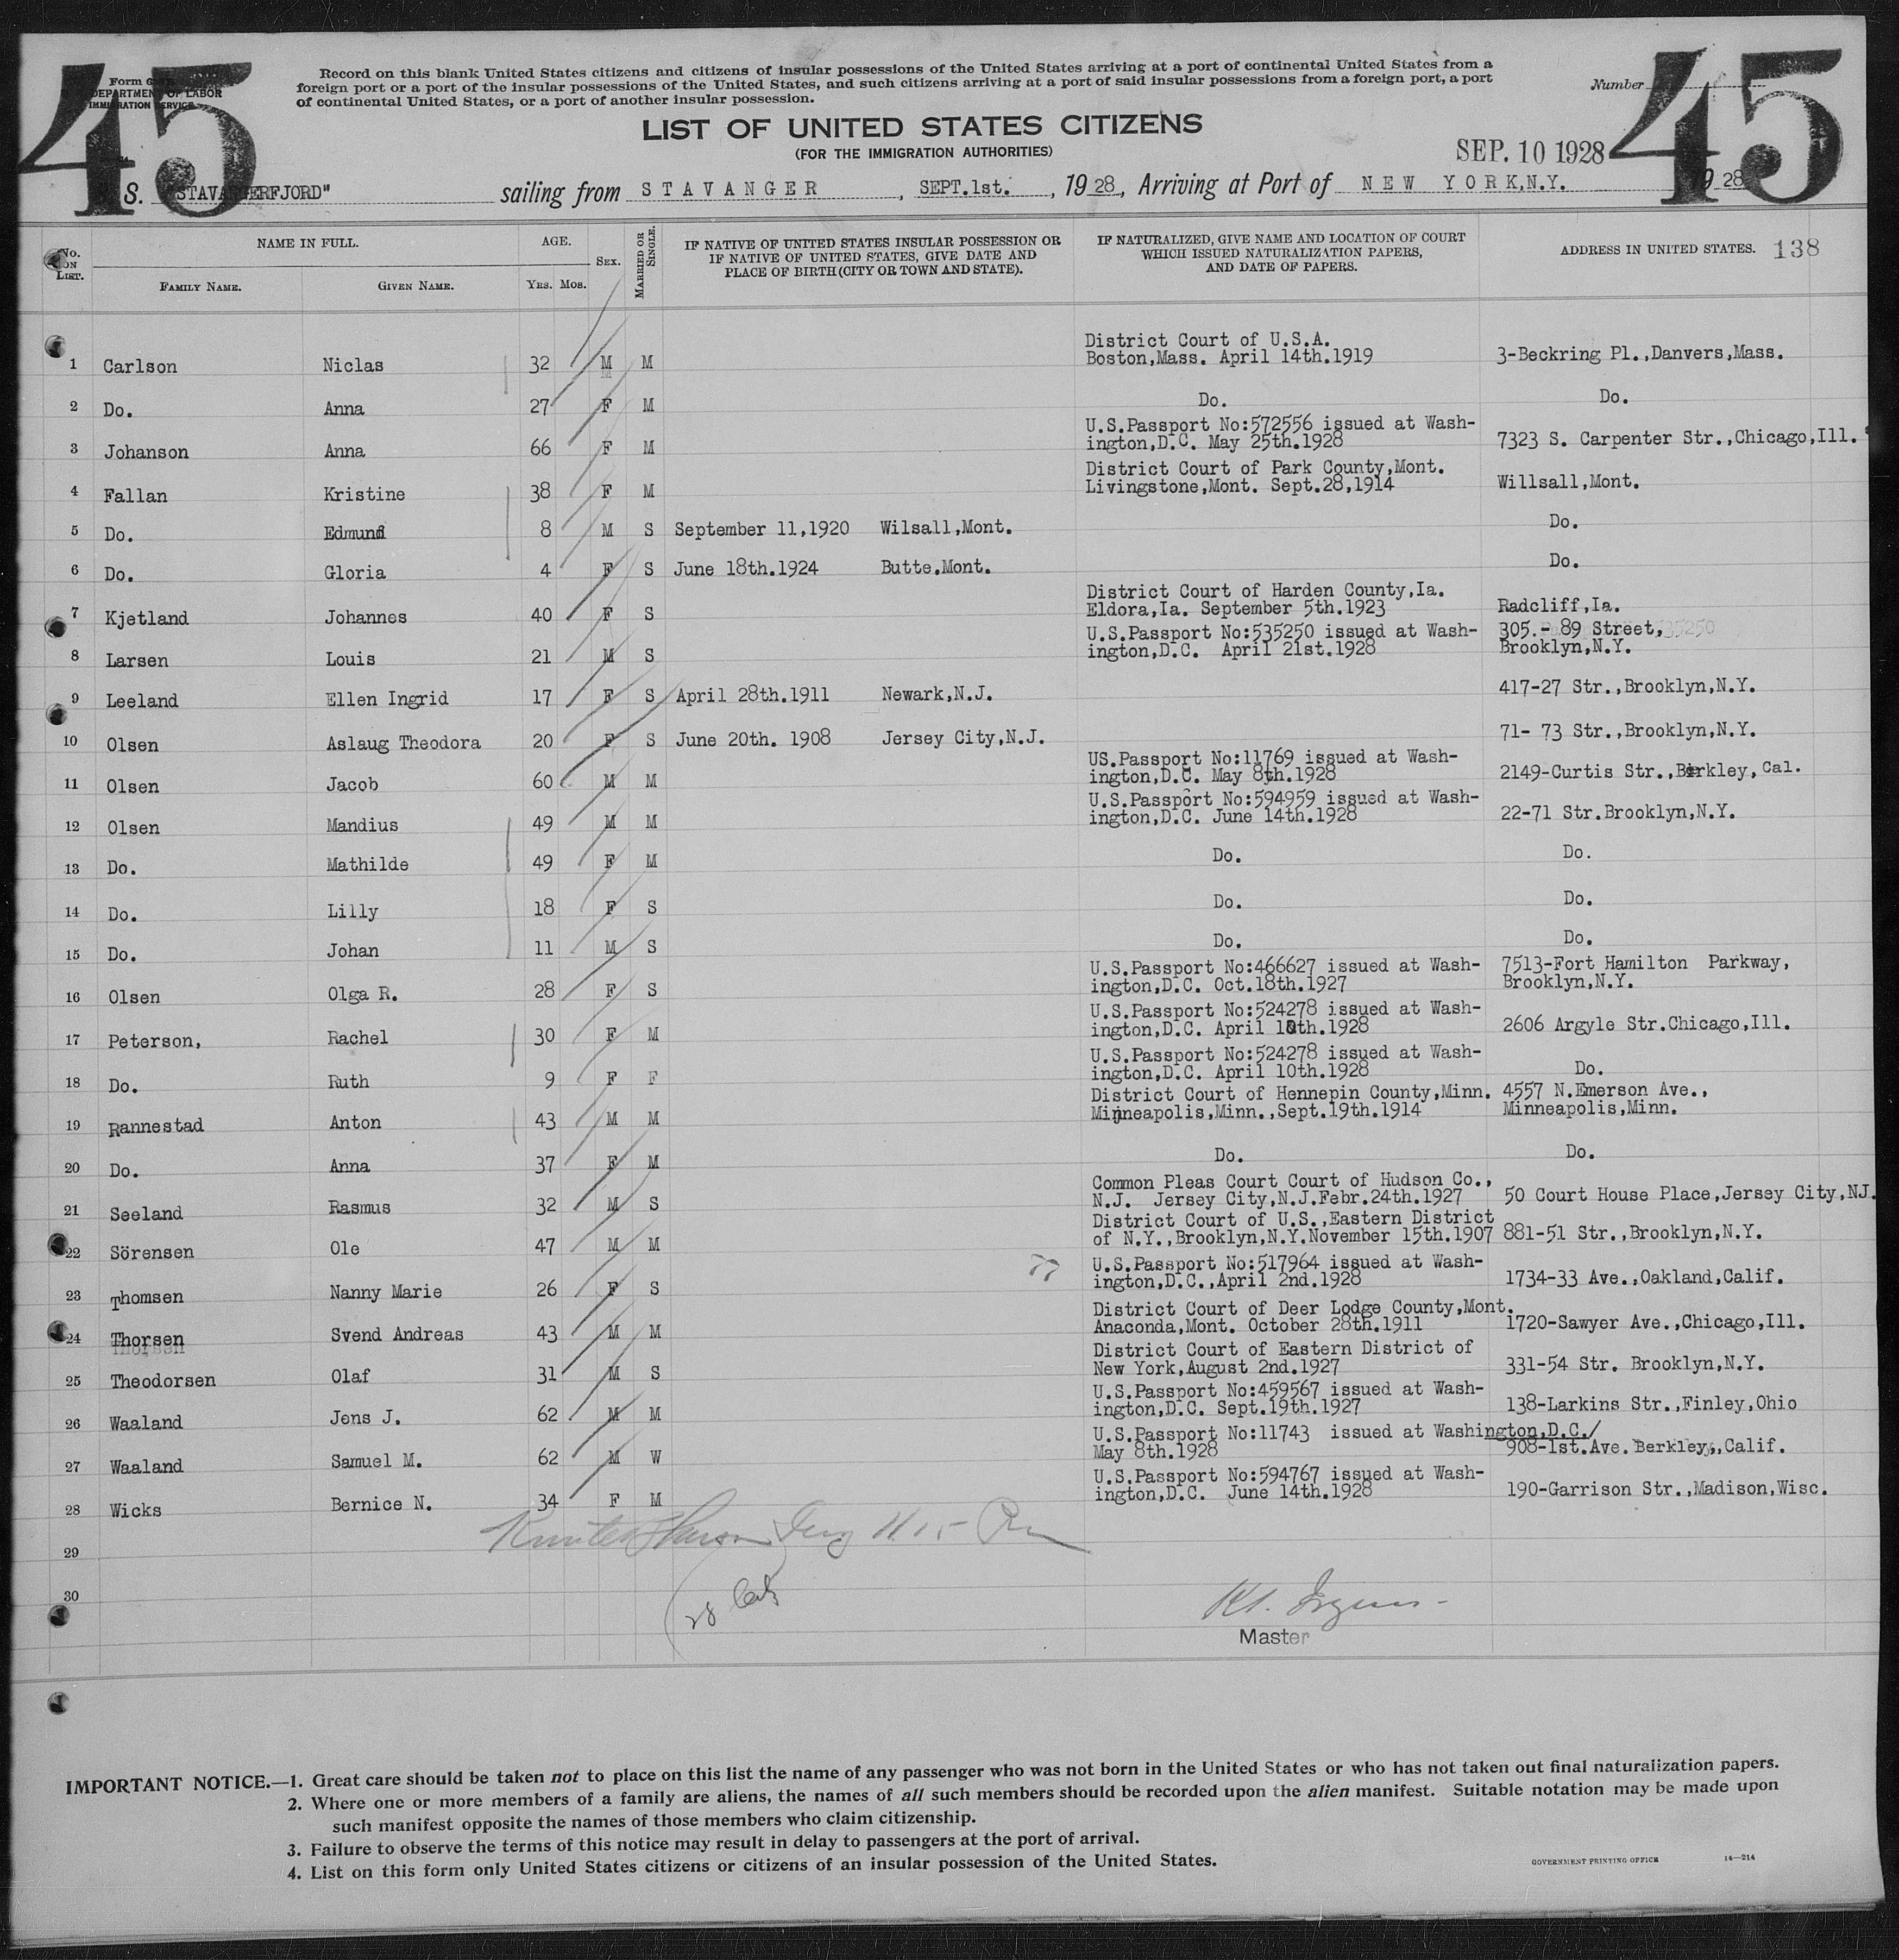 45
45
Form 6
DEPARTMENT OF LABOR
IMMIGRATION SERVICE
Record on this blank United States citizens and citizens of insular possessions of the United States arriving at a port of continental United States from a
foreign port or a port of the insular possessions of the United States, and such citizens arriving at a port of said insular possessions from a foreign port, a port
of continental United States, or a port of another insular possession.
Number
LIST OF UNITED STATES CITIZENS
(FOR THE IMMIGRATION AUTHORITIES)
SEP. 10 1928
S. "STAVANGERFJORD" sailing from STAVANGER, SEPT.1st., 1928, Arriving at Port of NEW YORK,N.Y. 1928
No. ON LIST. NAME IN FULL. AGE. SEX. MARRIED OR SINGLE. IF NATIVE OF UNITED STATES INSULAR POSSESSION OR IF NATIVE OF UNITED STATES, GIVE DATE AND PLACE OF BIRTH (CITY OR TOWN AND STATE). IF NATURALIZED, GIVE NAME AND LOCATION OF COURT WHICH ISSUED NATURALIZATION PAPERS, AND DATE OF PAPERS. ADDRESS IN UNITED STATES. 138
FAMILY NAME. GIVEN NAME. YRS. MOS.
District Court of U.S.A.
1 Carlson Niclas 32 M M Boston,Mass. April 14th.1919 3-Beckring Pl.,Danvers,Mass.
2 Do. Anna 27 F M Do. Do.
U.S.Passport No:572556 issued at Wash-
3 Johanson Anna 66 F M ington,D.C. May 25th.1928 7323 S. Carpenter Str.,Chicago,Ill.
District Court of Park County,Mont.
4 Fallan Kristine 38 F M Livingstone,Mont. Sept.28,1914 Willsall,Mont.
5 Do. Edmund 8 M S September 11,1920 Wilsall,Mont. Do.
6 Do. Gloria 4 F S June 18th.1924 Butte.Mont. Do.
District Court of Harden County,Ia.
7 Kjetland Johannes 40 F S Eldora,Ia. September 5th.1923 Radcliff,Ia.
U.S.Passport No:535250 issued at Wash- 305.- 89 Street,
8 Larsen Louis 21 M S ington,D.C. April 21st.1928 Brooklyn,N.Y.
9 Leeland Ellen Ingrid 17 F S April 28th.1911 Newark,N.J. 417-27 Str.,Brooklyn,N.Y.
10 Olsen Aslaug Theodora 20 F S June 20th. 1908 Jersey City,N.J. 71- 73 Str.,Brooklyn,N.Y.
US.Passport No:11769 issued at Wash-
11 Olsen Jacob 60 M M ington,D.C. May 8th.1928 2149-Curtis Str.,Berkley,Cal.
U.S.Passport No:594959 issued at Wash-
12 Olsen Mandius 49 M M ington,D.C. June 14th.1928 22-71 Str.Brooklyn,N.Y.
13 Do. Mathilde 49 F M Do. Do.
14 Do. Lilly 18 F S Do. Do.
15 Do. Johan 11 M S Do. Do.
U.S.Passport No:466627 issued at Wash- 7513-Fort Hamilton Parkway,
16 Olsen Olga R. 28 F S ington,D.C. Oct.18th.1927 Brooklyn,N.Y.
U.S.Passport No:524278 issued at Wash-
17 Peterson, Rachel 30 F M ington,D.C. April 10th.1928 2606 Argyle Str.Chicago,Ill.
U.S.Passport No:524278 issued at Wash-
18 Do. Ruth 9 F F ington,D.C. April 10th.1928 Do.
District Court of Hennepin County,Minn. 4557 N.Emerson Ave.,
19 Rannestad Anton 43 M M Minneapolis,Minn.,Sept.19th.1914 Minneapolis,Minn.
20 Do. Anna 37 F M Do. Do.
Common Pleas Court Court of Hudson Co.,
21 Seeland Rasmus 32 M S N.J. Jersey City,N.J.Febr.24th.1927 50 Court House Place,Jersey City,NJ.
District Court of U.S.,Eastern District
22 Sörensen Ole 47 M M of N.Y.,Brooklyn,N.Y.November 15th.1907 881-51 Str.,Brooklyn,N.Y.
U.S.Passport No:517964 issued at Wash-
23 Thomsen Nanny Marie 26 F S ington,D.C.,April 2nd.1928 1734-33 Ave.,Oakland,Calif.
District Court of Deer Lodge County,Mont.
24 Thorsen Svend Andreas 43 M M Anaconda,Mont. October 28th.1911 1720-Sawyer Ave.,Chicago,Ill.
District Court of Eastern District of
25 Theodorsen Olaf 31 M S New York,August 2nd.1927 331-54 Str. Brooklyn,N.Y.
U.S.Passport No:459567 issued at Wash-
26 Waaland Jens J. 62 M M ington,D.C. Sept.19th.1927 138-Larkins Str.,Finley,Ohio
U.S.Passport No:11743 issued at Washington,D.C./
27 Waaland Samuel M. 62 M W May 8th.1928 908-1st.Ave.Berkley,,Calif.
U.S.Passport No:594767 issued at Wash-
28 Wicks Bernice N. 34 F M ington,D.C. June 14th.1928 190-Garrison Str.,Madison,Wisc.
29
30
28
Master
IMPORTANT NOTICE.—1. Great care should be taken not to place on this list the name of any passenger who was not born in the United States or who has not taken out final naturalization papers.
2. Where one or more members of a family are aliens, the names of all such members should be recorded upon the alien manifest. Suitable notation may be made upon
such manifest opposite the names of those members who claim citizenship.
3. Failure to observe the terms of this notice may result in delay to passengers at the port of arrival.
4. List on this form only United States citizens or citizens of an insular possession of the United States.
GOVERNMENT PRINTING OFFICE 14—214